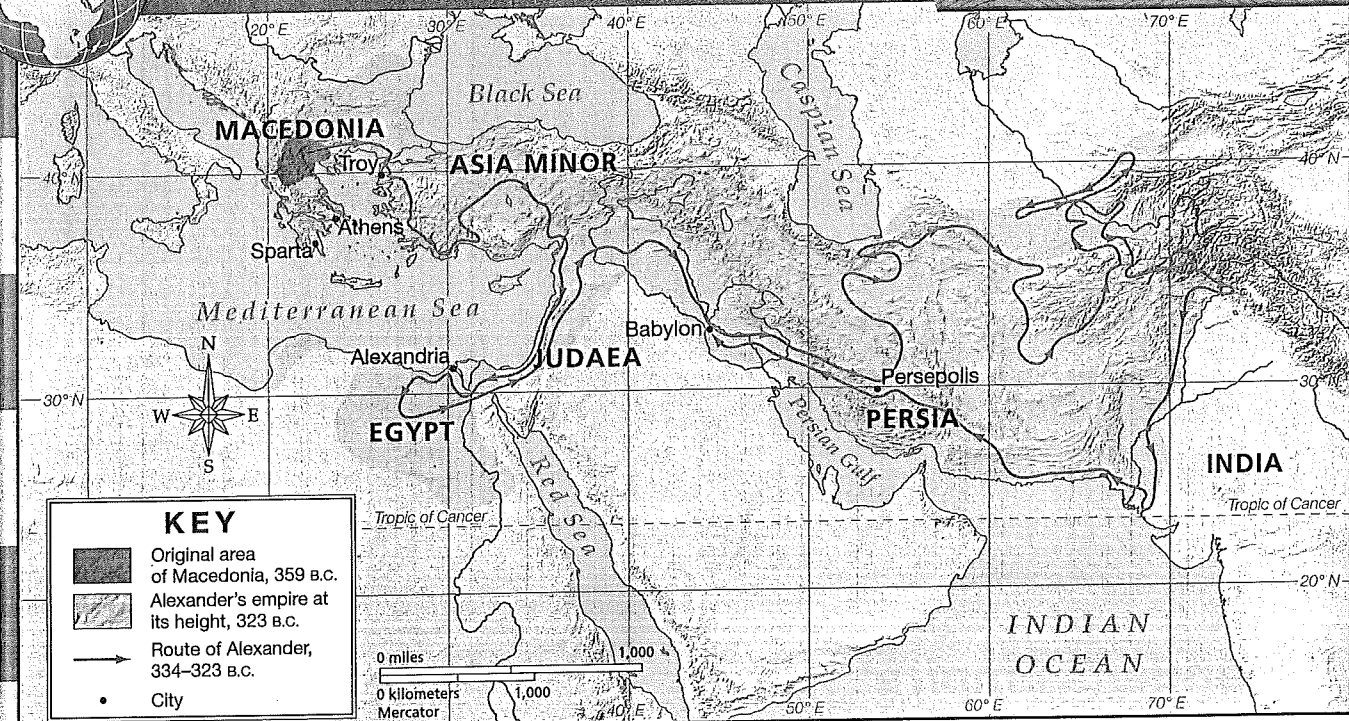 20° E
30° E
40° E
50° E
60° E
70° E
Black Sea
Caspian
Sea
MACEDONIA
Troy
ASIA MINOR
40° N
40° N
Athens
Sparta
Mediterranean Sea
Babylon
Alexandria
JUDAEA
Persepolis
N
W
E
S
30° N
30° N
EGYPT
PERSIA
Persian Gulf
INDIA
Red Sea
Tropic of Cancer
Tropic of Cancer
KEY
Original area
of Macedonia, 359 B.C.
Alexander's empire at
its height, 323 B.C.
Route of Alexander,
334–323 B.C.
City
20° N
INDIAN
OCEAN
0 miles
1,000
0 kilometers
1,000
Mercator
40° E
50° E
60° E
70° E